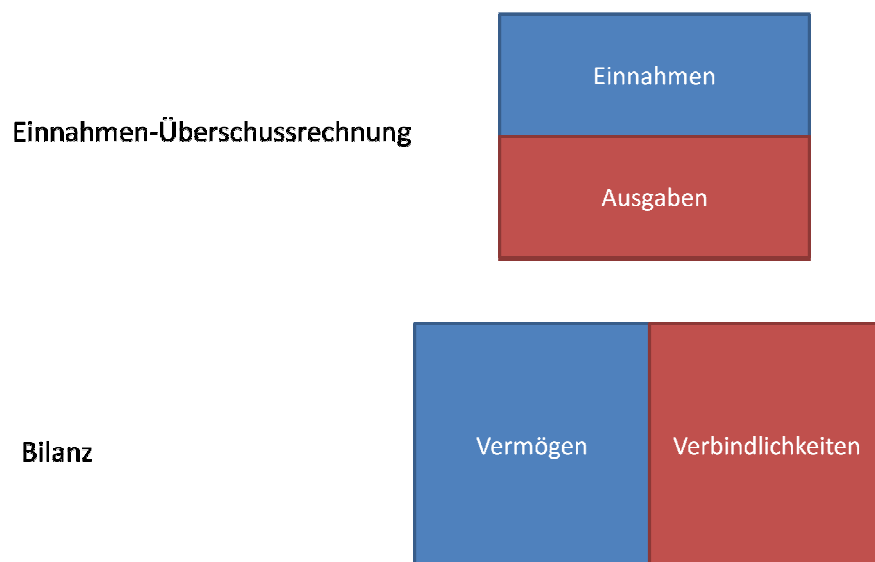 Einnahmen
Einnahmen-Überschussrechnung
Ausgaben
Bilanz
Vermögen
Verbindlichkeiten